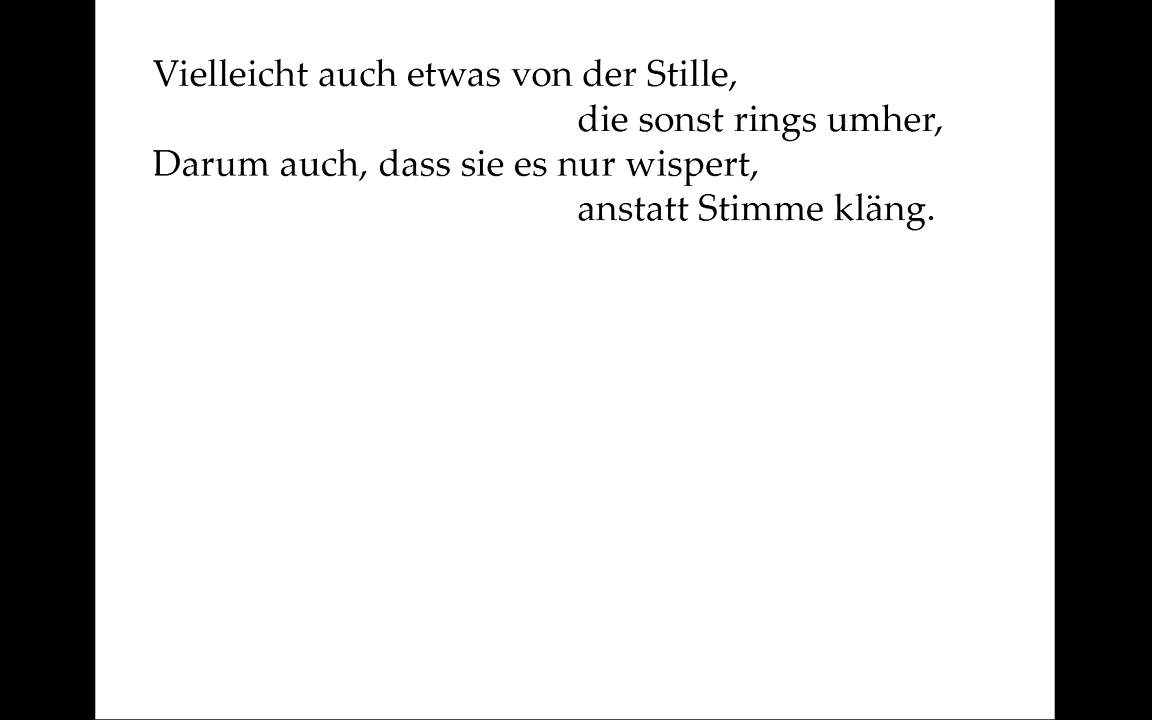 Vielleicht auch etwas von der Stille,
die sonst rings umher,
Darum auch, dass sie es nur wispert,
anstatt Stimme kläng.